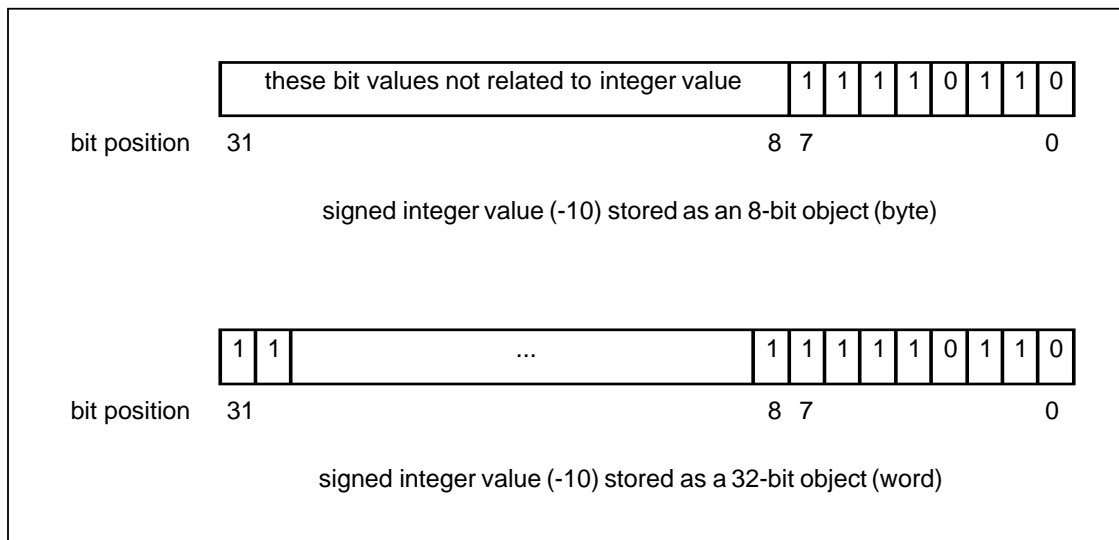 these bit values not related to integer value 1 1 1 1 0 1 1 0
bit position 31 8 7 0
signed integer value (-10) stored as an 8-bit object (byte)
1 1 ... 1 1 1 1 1 0 1 1 0
bit position 31 8 7 0
signed integer value (-10) stored as a 32-bit object (word)